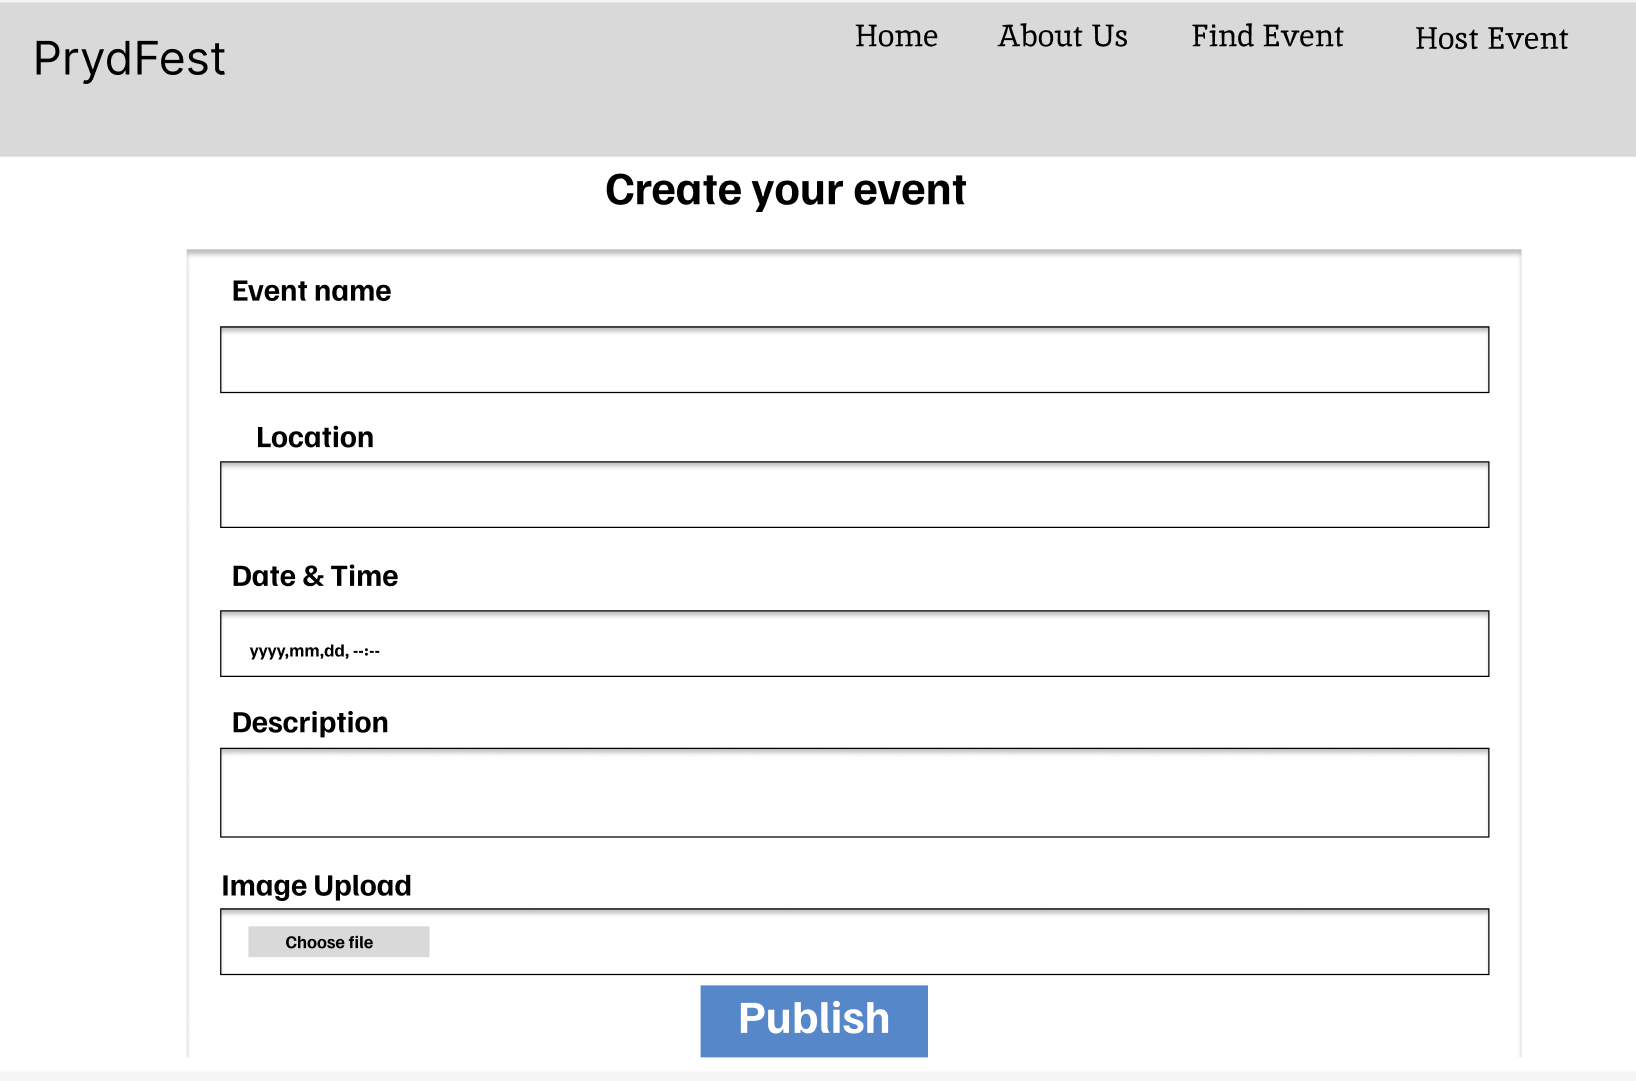 PrydFest
Home About Us Find Event Host Event
Create your event
Event name
Location
Date & Time
yyyy,mm,dd, --:--
Description
Image Upload
Choose file
Publish